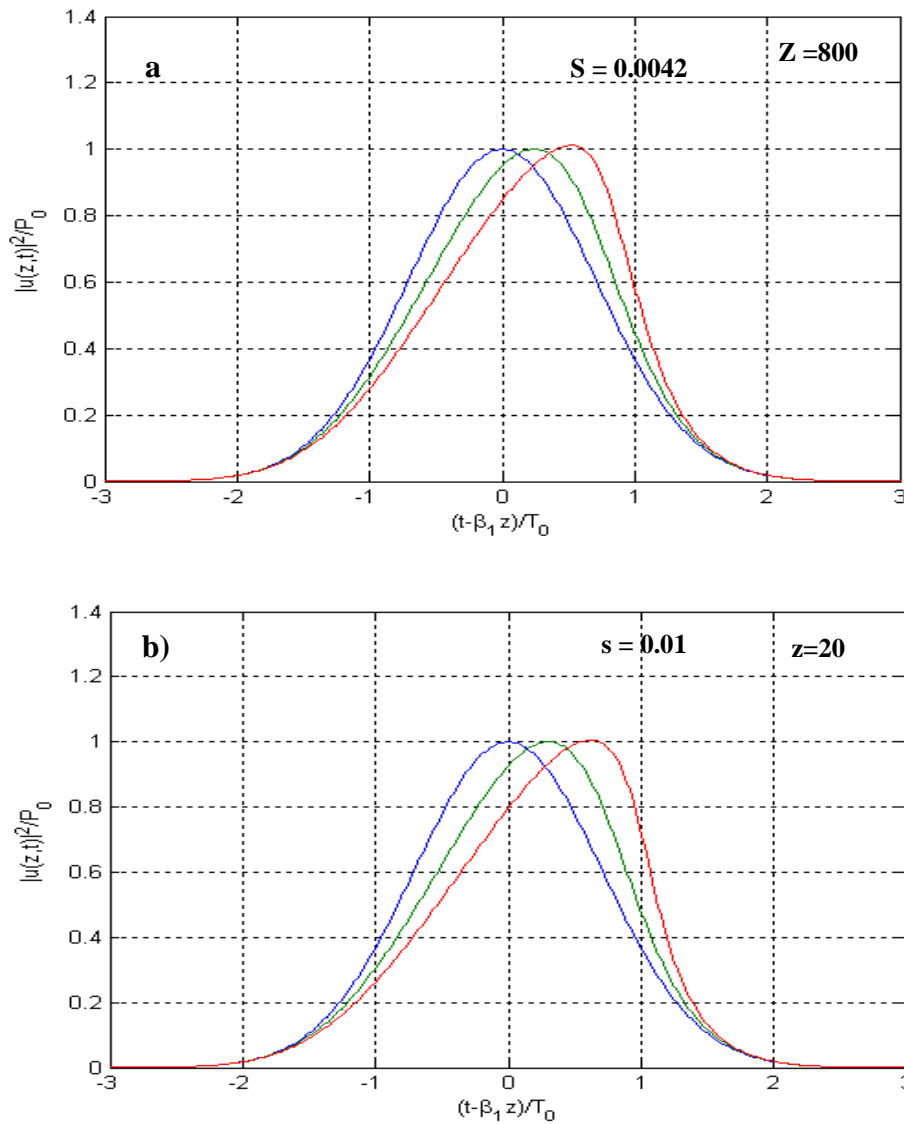 1.4
a
Z =800
S = 0.0042
1.2
1
0.8
0.6
0.4
0.2
0
|u(z,t)|²/P₀
-3 -2 -1 0 1 2 3
(t-β₁ z)/T₀
1.4
b)
s = 0.01
z=20
1.2
1
0.8
0.6
0.4
0.2
0
|u(z,t)|²/P₀
-3 -2 -1 0 1 2 3
(t-β₁ z)/T₀